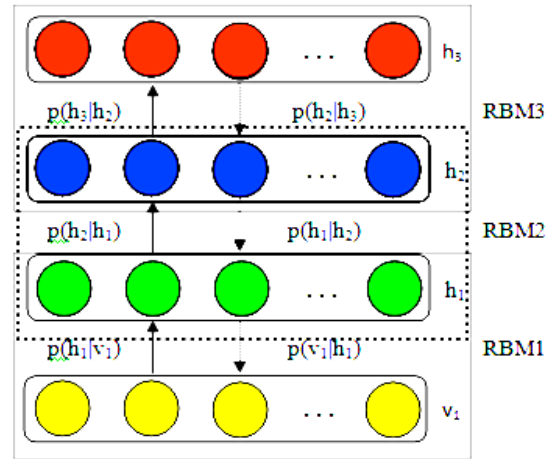 ... h₃
p(h₃|h₂) p(h₂|h₃) RBM3
... h₂
p(h₂|h₁) p(h₁|h₂) RBM2
... h₁
p(h₁|v₁) p(v₁|h₁) RBM1
... v₁